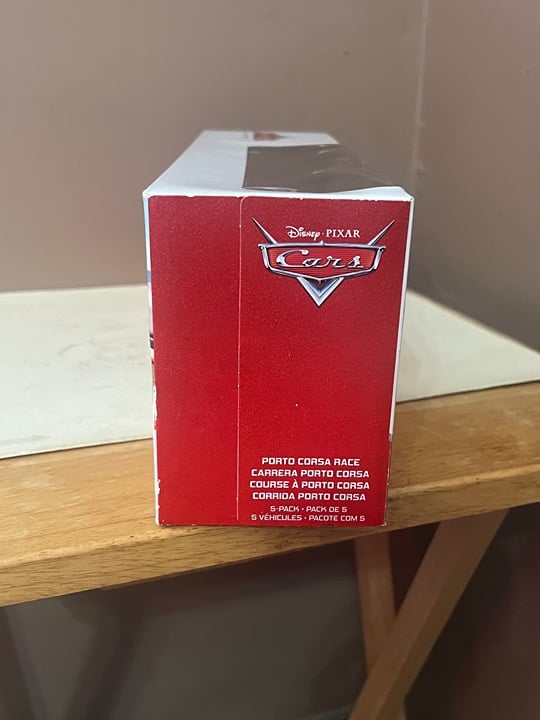 Disney · PIXAR
Cars
PORTO CORSA RACE
CARRERA PORTO CORSA
COURSE À PORTO CORSA
CORRIDA PORTO CORSA
5-PACK • PACK DE 5
5 VÉHICULES • PACOTE COM 5